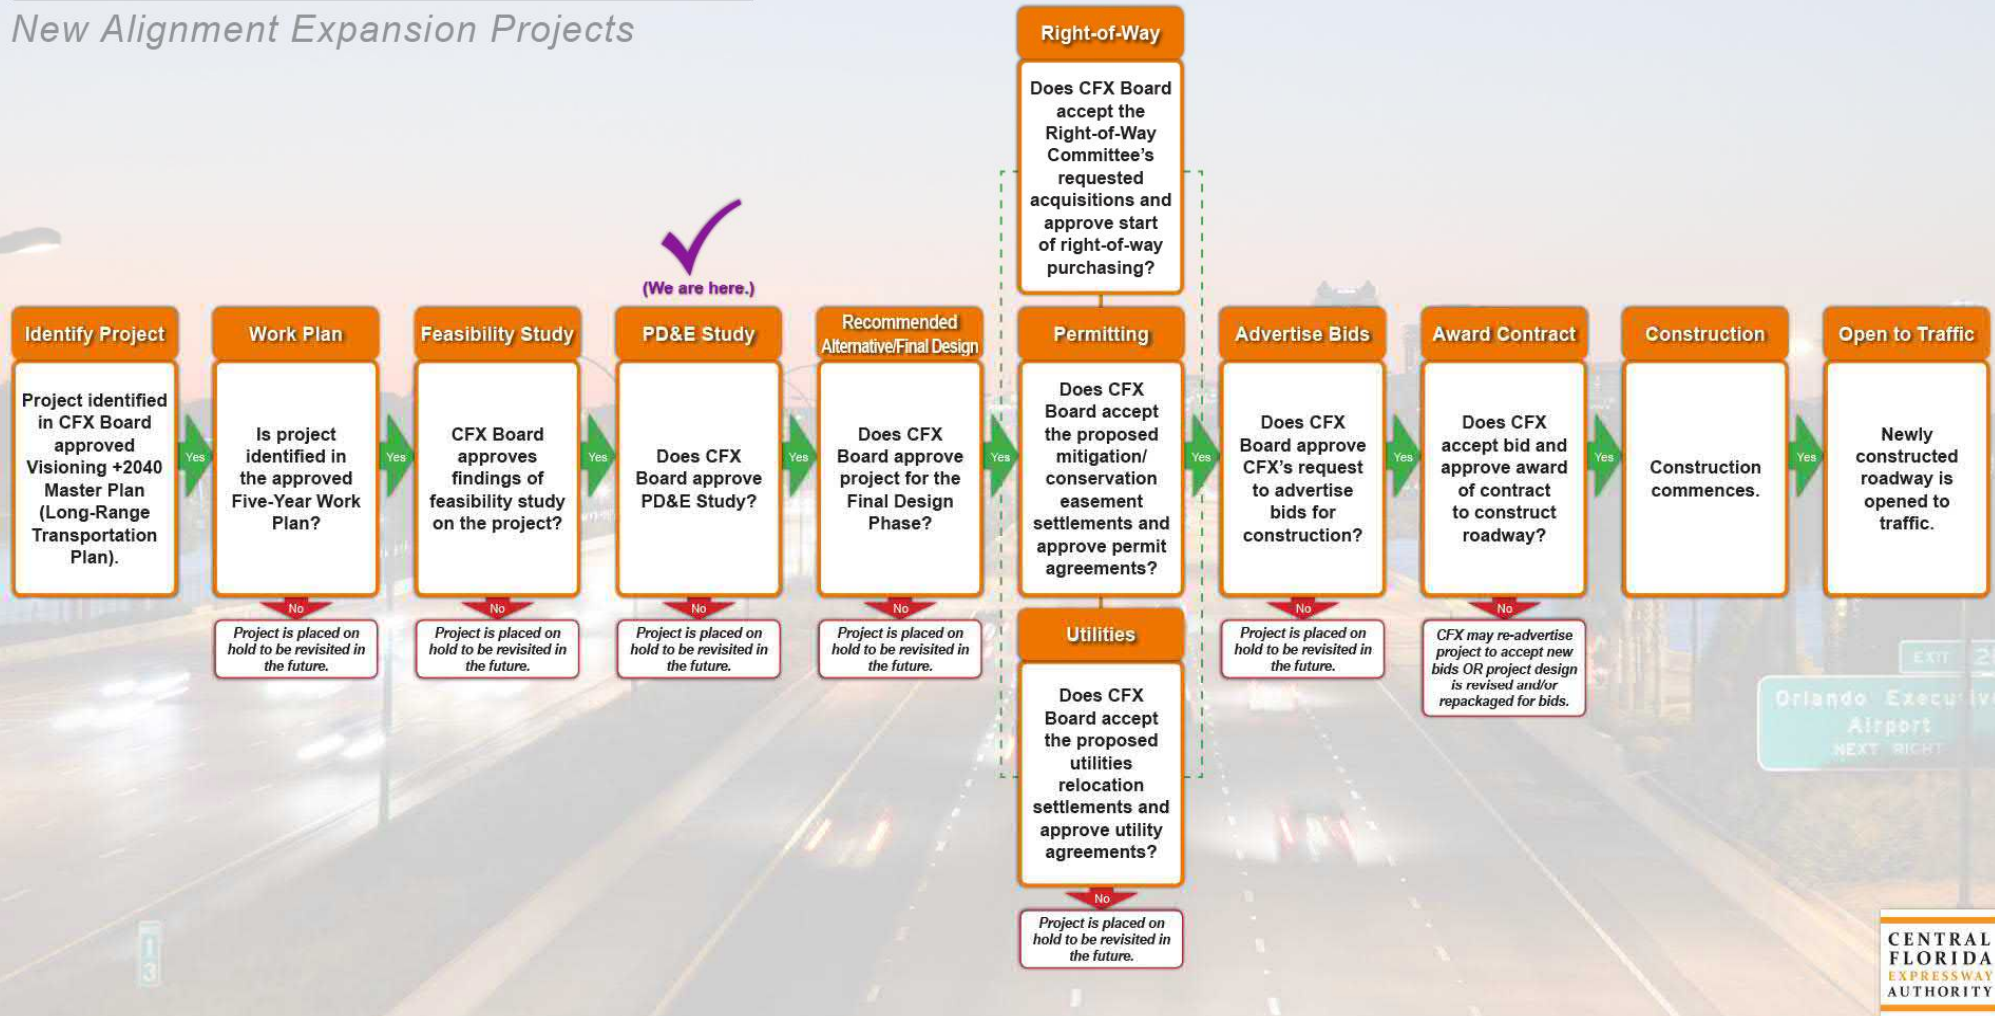 New Alignment Expansion Projects
Right-of-Way
Does CFX Board
accept the
Right-of-Way
Committee's
requested
acquisitions and
approve start
of right-of-way
purchasing?
(We are here.)
Identify Project
Project identified
in CFX Board
approved
Visioning +2040
Master Plan
(Long-Range
Transportation
Plan).
Yes
Work Plan
Is project
identified in
the approved
Five-Year Work
Plan?
No
Project is placed on
hold to be revisited in
the future.
Yes
Feasibility Study
CFX Board
approves
findings of
feasibility study
on the project?
No
Project is placed on
hold to be revisited in
the future.
Yes
PD&E Study
Does CFX
Board approve
PD&E Study?
No
Project is placed on
hold to be revisited in
the future.
Yes
Recommended
Alternative/Final Design
Does CFX
Board approve
project for the
Final Design
Phase?
No
Project is placed on
hold to be revisited in
the future.
Yes
Permitting
Does CFX
Board accept
the proposed
mitigation/
conservation
easement
settlements and
approve permit
agreements?
Utilities
Does CFX
Board accept
the proposed
utilities
relocation
settlements and
approve utility
agreements?
No
Project is placed on
hold to be revisited in
the future.
Yes
Advertise Bids
Does CFX
Board approve
CFX's request
to advertise
bids for
construction?
No
Project is placed on
hold to be revisited in
the future.
Yes
Award Contract
Does CFX
accept bid and
approve award
of contract
to construct
roadway?
No
CFX may re-advertise
project to accept new
bids OR project design
is revised and/or
repackaged for bids.
Yes
Construction
Construction
commences.
Yes
Open to Traffic
Newly
constructed
roadway is
opened to
traffic.
EXIT
Orlando Executive
Airport
NEXT RIGHT
13
CENTRAL
FLORIDA
EXPRESSWAY
AUTHORITY